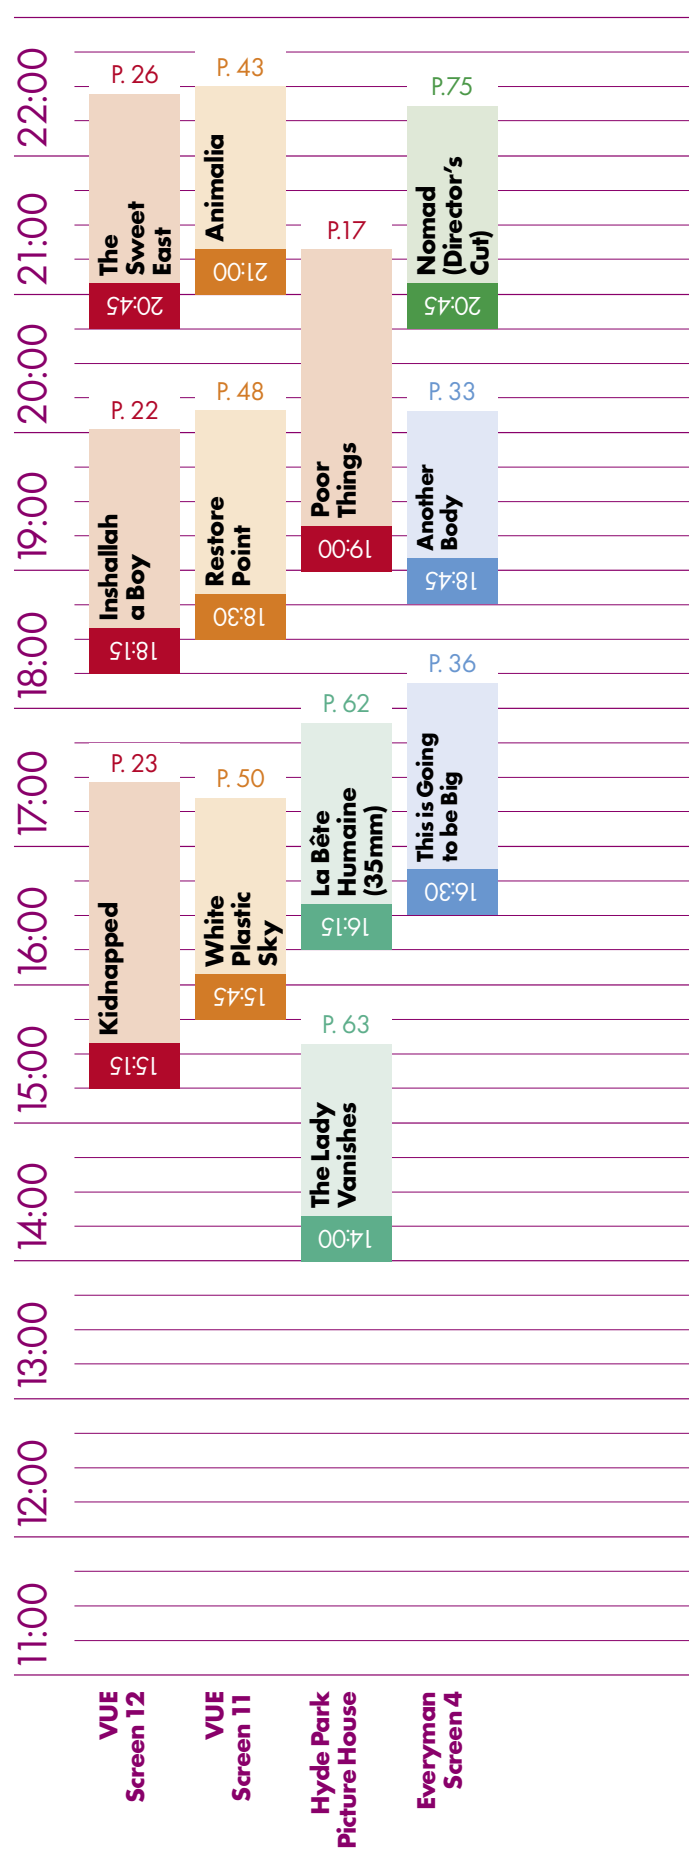 11:00
12:00
13:00
14:00
15:00
16:00
17:00
18:00
19:00
20:00
21:00
22:00
VUE
Screen 12
15:15
Kidnapped
P. 23
18:15
Inshallah
a Boy
P. 22
20:45
The
Sweet
East
P. 26
VUE
Screen 11
15:45
White
Plastic
Sky
P. 50
18:30
Restore
Point
P. 48
21:00
Animalia
P. 43
Hyde Park
Picture House
14:00
The Lady
Vanishes
P. 63
16:15
La Bête
Humaine
(35mm)
P. 62
19:00
Poor
Things
P.17
Everyman
Screen 4
16:30
This is Going
to be Big
P. 36
18:45
Another
Body
P. 33
20:45
Nomad
(Director's
Cut)
P.75